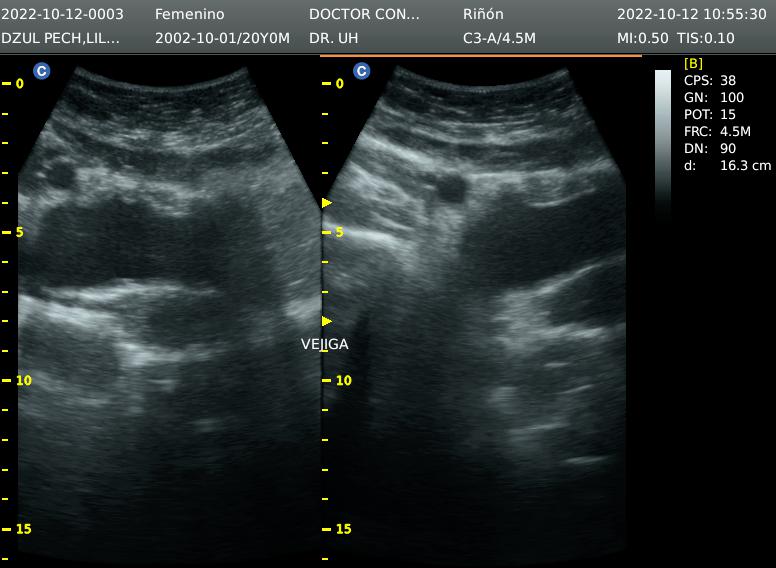 2022-10-12-0003 Femenino DOCTOR CON... Riñón 2022-10-12 10:55:30
DZUL PECH,LIL... 2002-10-01/20Y0M DR. UH C3-A/4.5M MI:0.50 TIS:0.10
C C
[B]
CPS: 38
GN: 100
POT: 15
FRC: 4.5M
DN: 90
d: 16.3 cm
0 0
5 5
VEJIGA
10 10
15 15